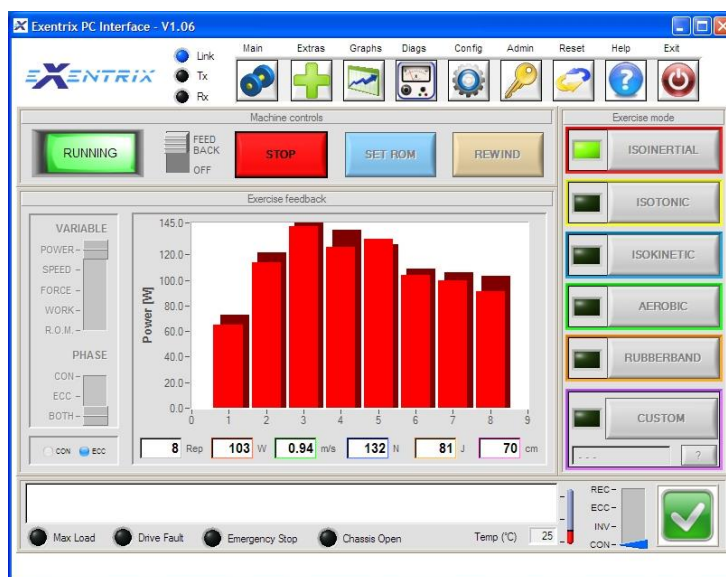 Exentrix PC Interface - V1.06
EXENTRIX
Link
Tx
Rx
Main Extras Graphs Diags Config Admin Reset Help Exit
Machine controls
RUNNING
FEED
BACK
OFF
STOP
SET ROM
REWIND
Exercise mode
ISOINERTIAL
ISOTONIC
ISOKINETIC
AEROBIC
RUBBERBAND
CUSTOM
- - - ?
Exercise feedback
VARIABLE
POWER
SPEED
FORCE
WORK
R.O.M.
PHASE
CON
ECC
BOTH
CON ECC
Power [W]
145.0
120.0
100.0
80.0
60.0
40.0
20.0
0.0
0 1 2 3 4 5 6 7 8 9
8 Rep 103 W 0.94 m/s 132 N 81 J 70 cm
Max Load Drive Fault Emergency Stop Chassis Open Temp (°C) 25
REC
ECC
INV
CON